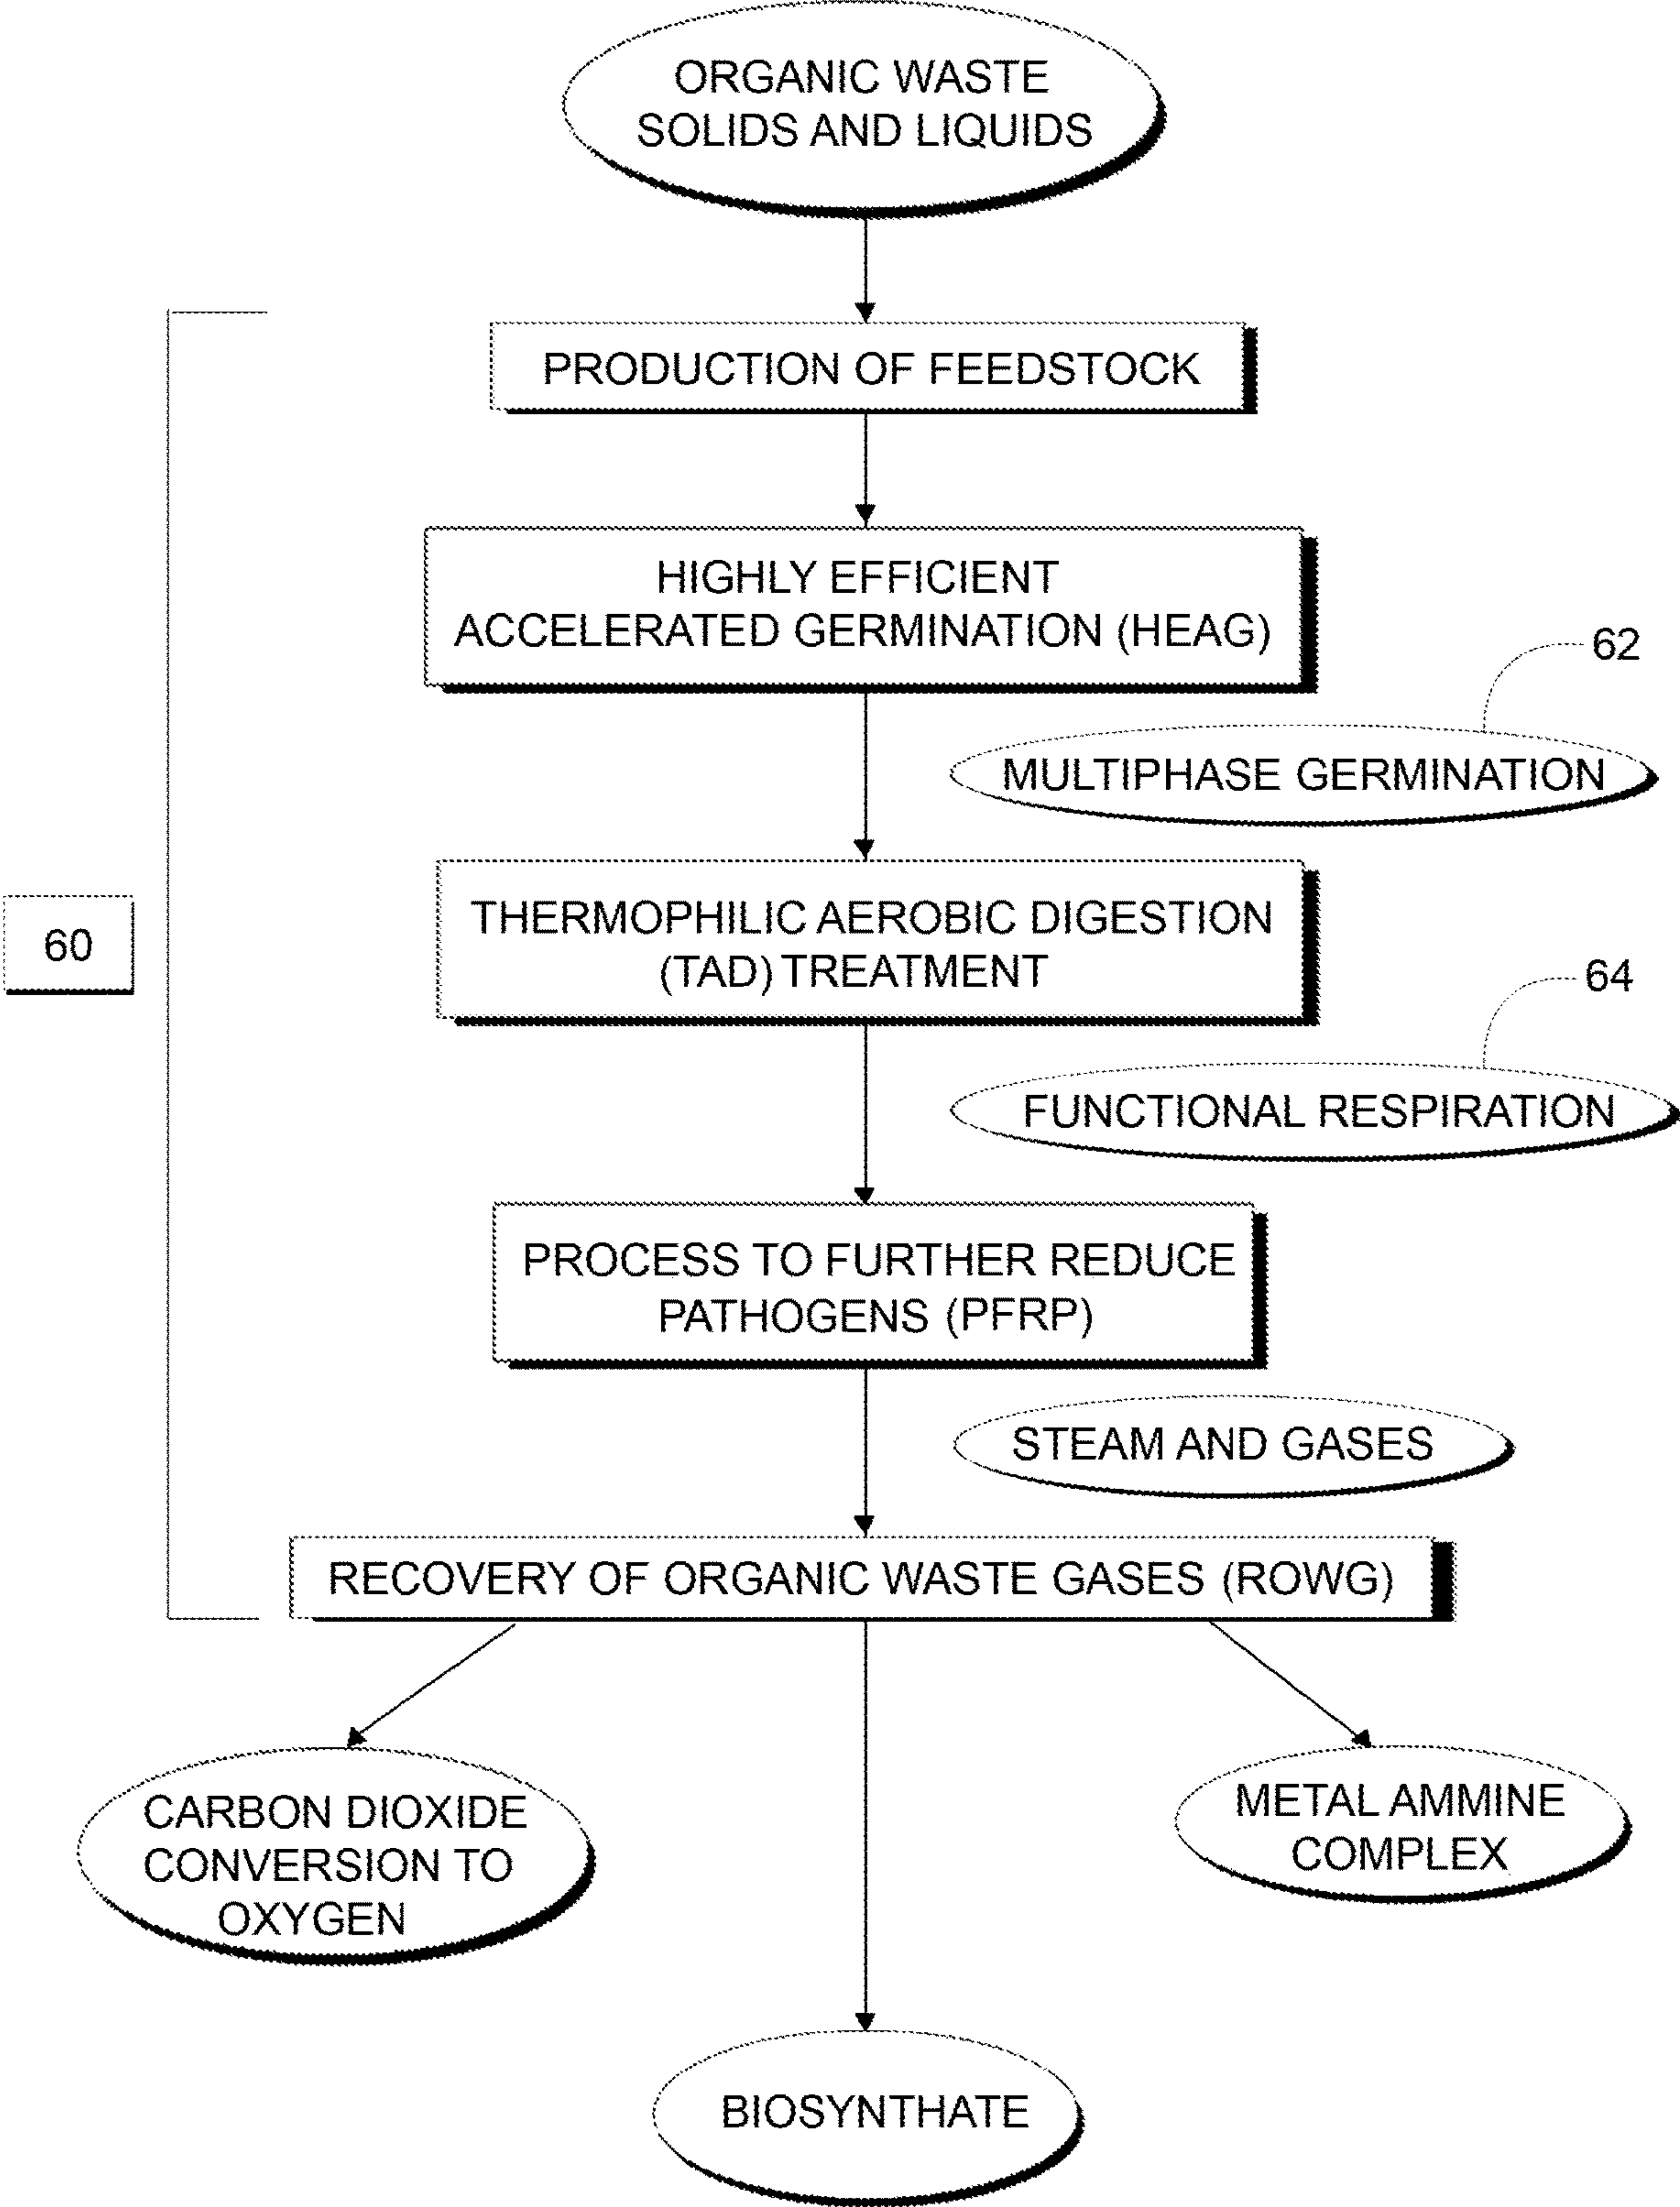 ORGANIC WASTE
SOLIDS AND LIQUIDS
PRODUCTION OF FEEDSTOCK
HIGHLY EFFICIENT
ACCELERATED GERMINATION (HEAG)
62
MULTIPHASE GERMINATION
THERMOPHILIC AEROBIC DIGESTION
(TAD) TREATMENT
60
64
FUNCTIONAL RESPIRATION
PROCESS TO FURTHER REDUCE
PATHOGENS (PFRP)
STEAM AND GASES
RECOVERY OF ORGANIC WASTE GASES (ROWG)
CARBON DIOXIDE
CONVERSION TO
OXYGEN
METAL AMMINE
COMPLEX
BIOSYNTHATE